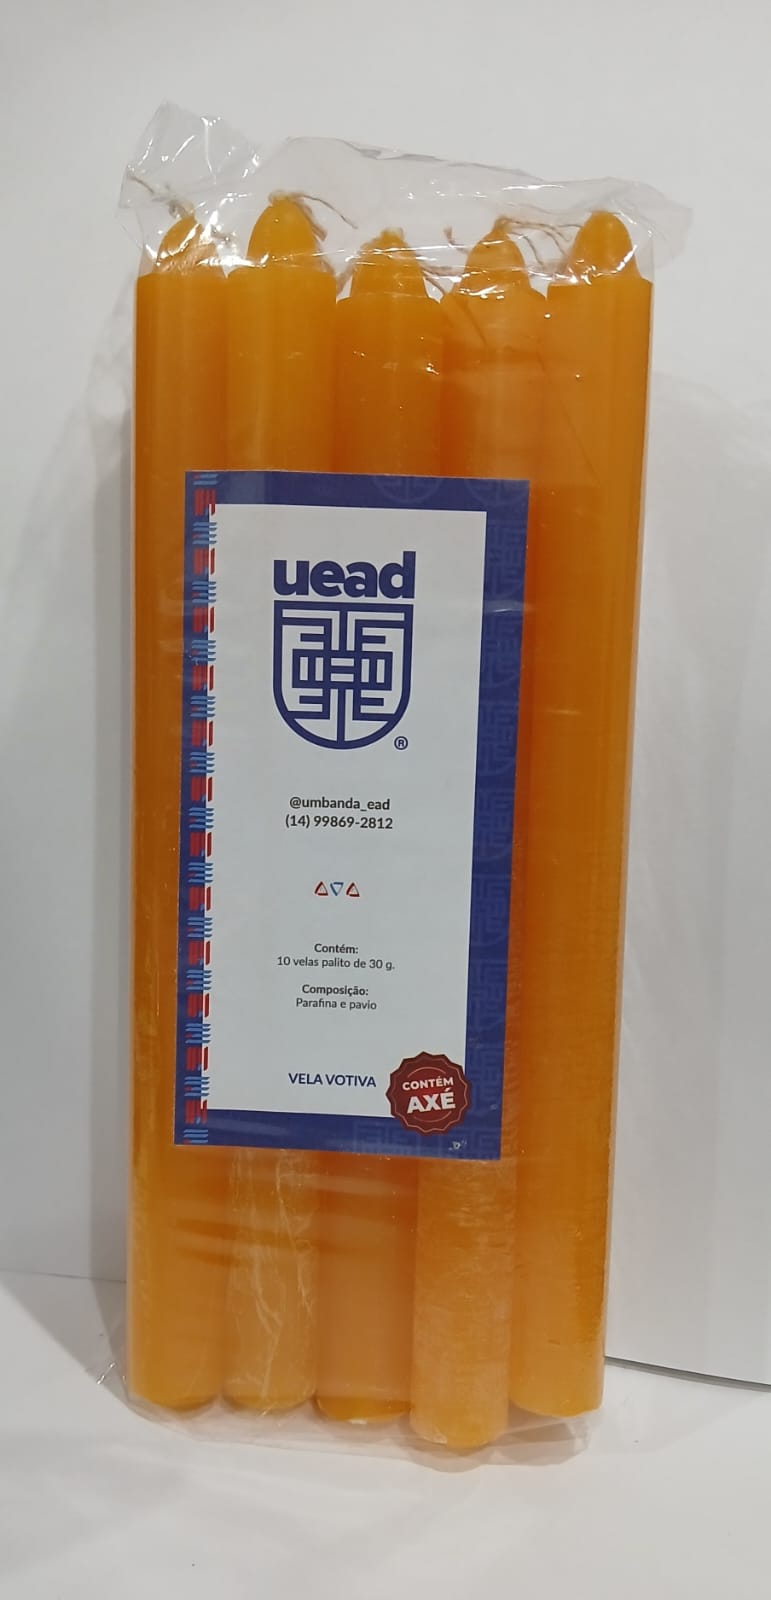 uead
®
@umbanda_ead
(14) 99869-2812
Contém:
10 velas palito de 30 g.
Composição:
Parafina e pavio
VELA VOTIVA
CONTÉM
AXÉ